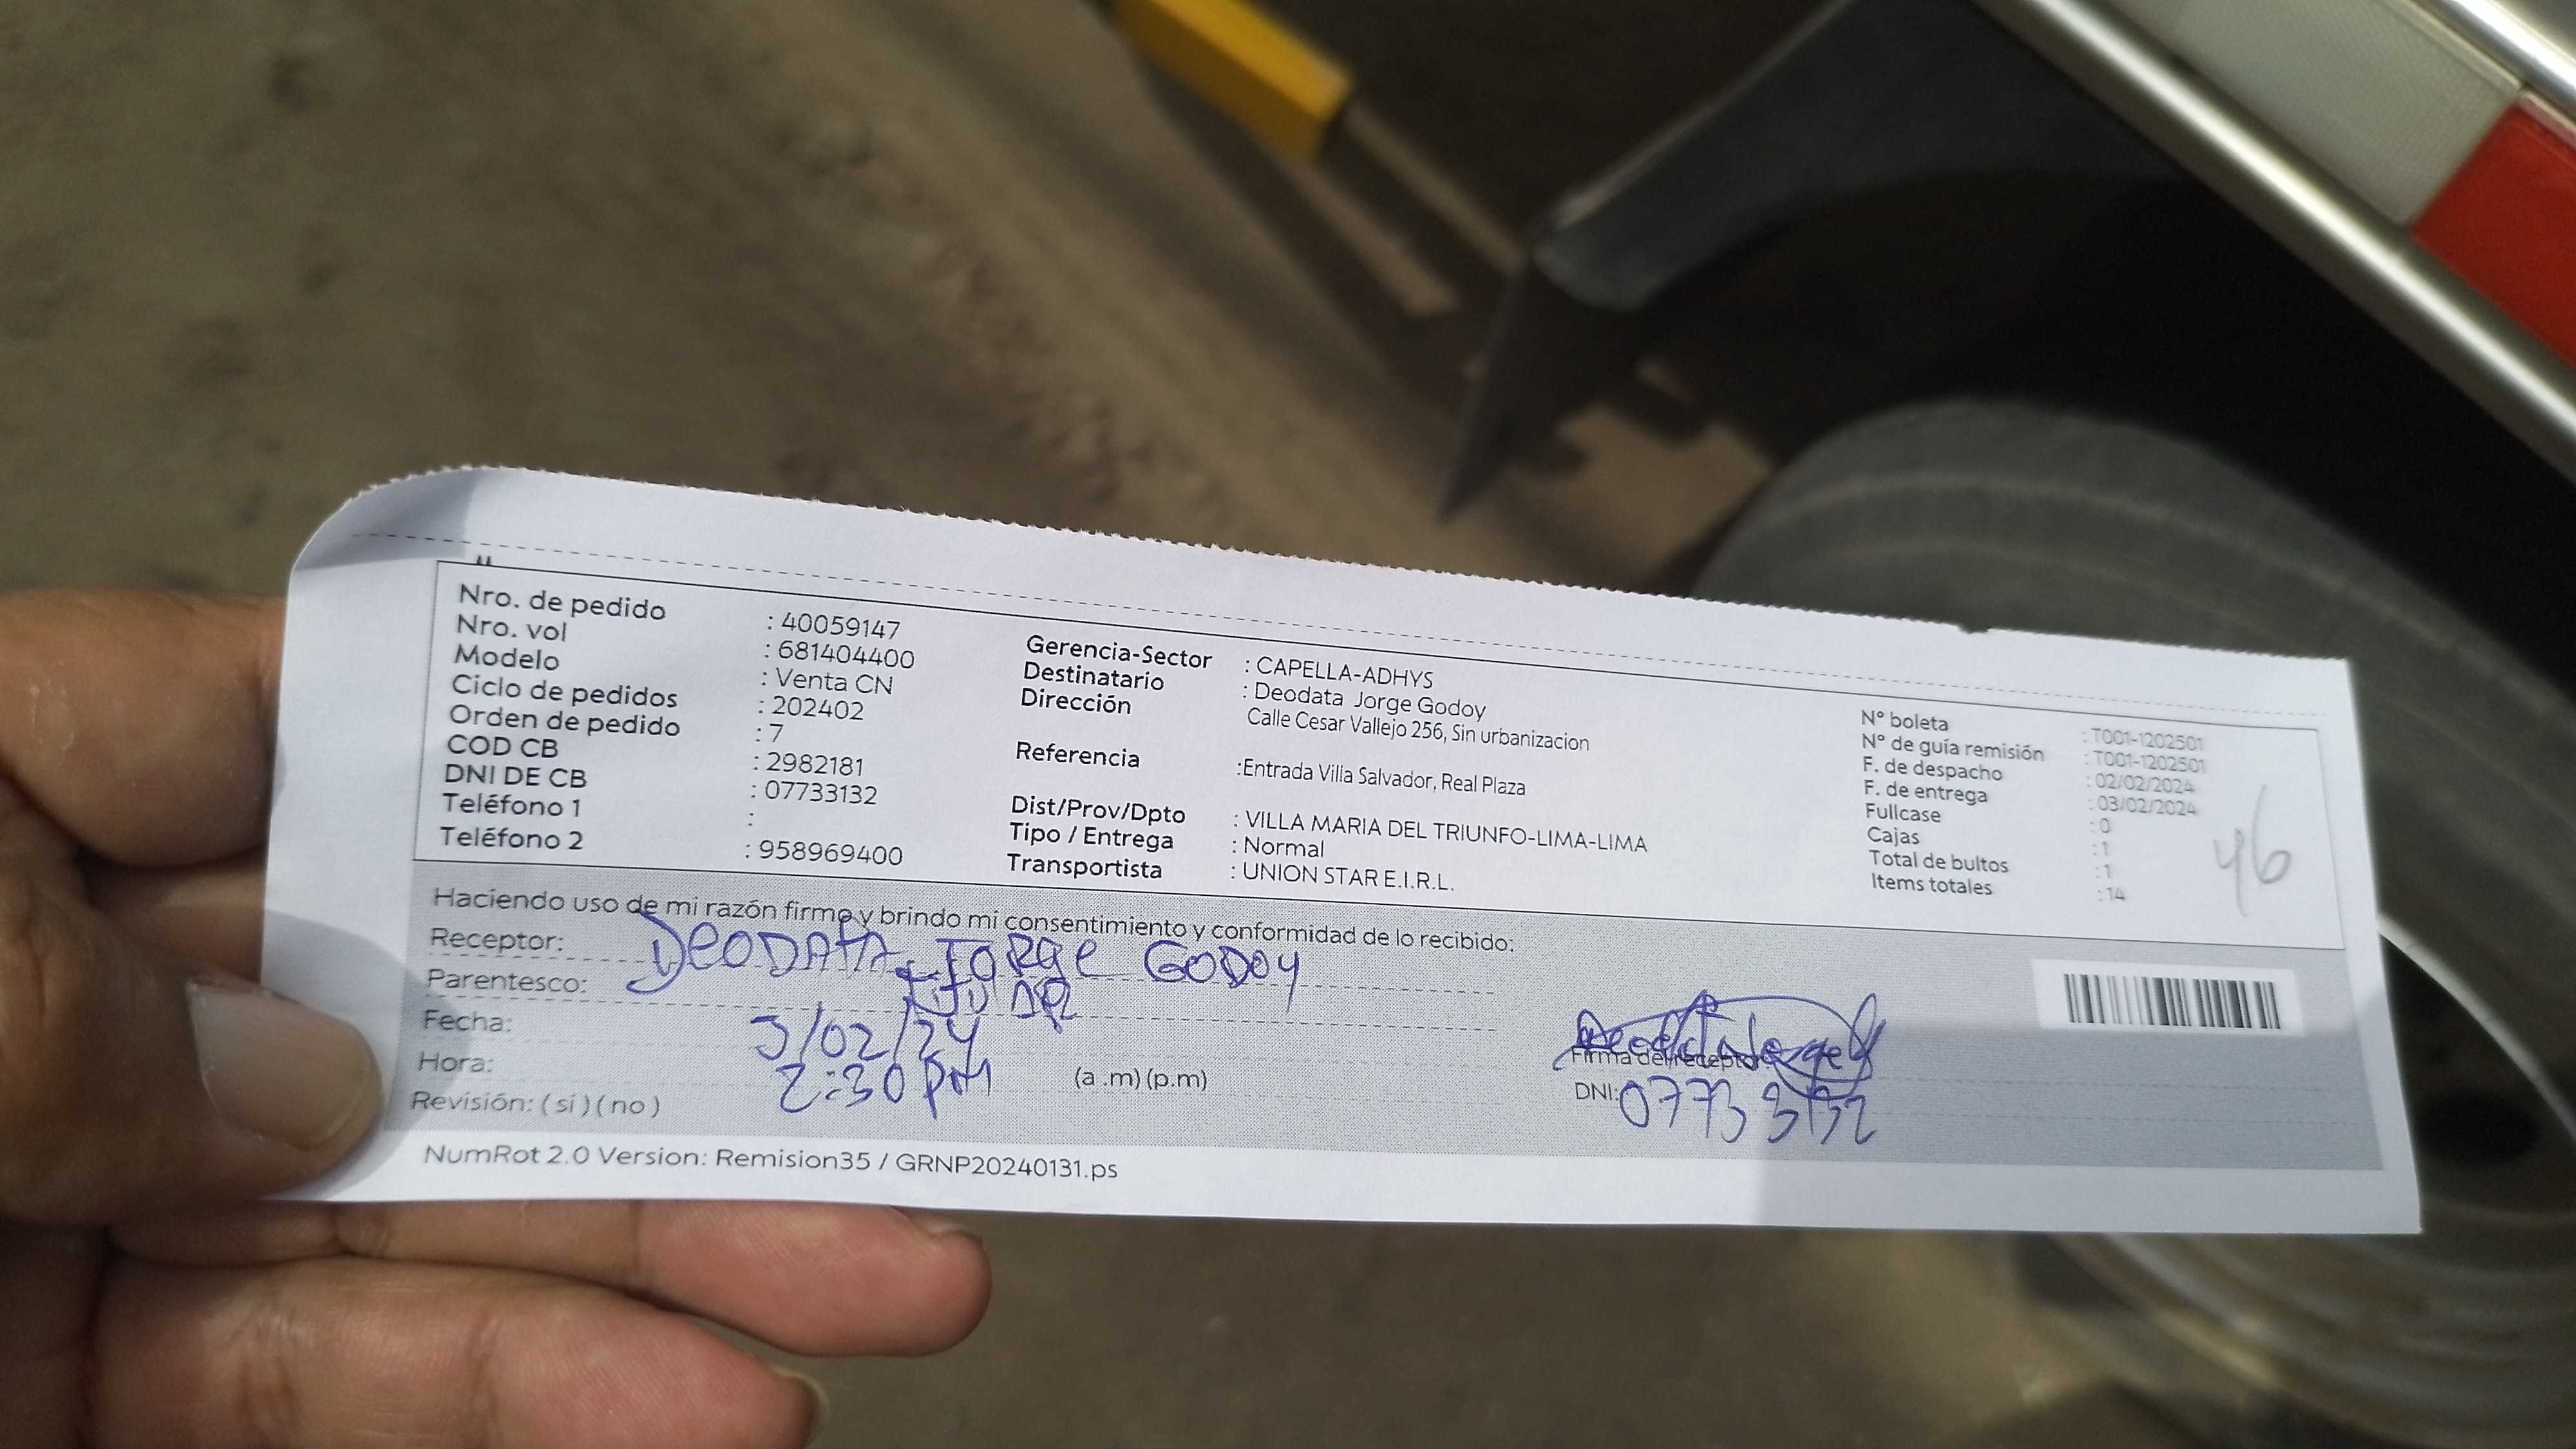 Nro. de pedido : 40059147
Nro. vol : 681404400
Modelo : Venta CN
Ciclo de pedidos : 202402
Orden de pedido : 7
COD CB : 2982181
DNI DE CB : 07733132
Teléfono 1 :
Teléfono 2 : 958969400
Gerencia-Sector : CAPELLA-ADHYS
Destinatario : Deodata Jorge Godoy
Dirección Calle Cesar Vallejo 256, Sin urbanizacion
Referencia :Entrada Villa Salvador, Real Plaza
Dist/Prov/Dpto : VILLA MARIA DEL TRIUNFO-LIMA-LIMA
Tipo / Entrega : Normal
Transportista : UNION STAR E.I.R.L.
N° boleta : T001-1202501
N° de guía remisión : T001-1202501
F. de despacho : 02/02/2024
F. de entrega : 03/02/2024
Fullcase : 0
Cajas : 1
Total de bultos : 1
Items totales : 14
46
Haciendo uso de mi razón firmo y brindo mi consentimiento y conformidad de lo recibido:
Receptor: DEODATA JORGE GODOY
Parentesco:
Fecha: 3/02/24
Hora: 2:30 PM (a .m) (p.m)
Revisión: ( si ) ( no )
Firma del receptor
DNI: 07733132
NumRot 2.0 Version: Remision35 / GRNP20240131.ps